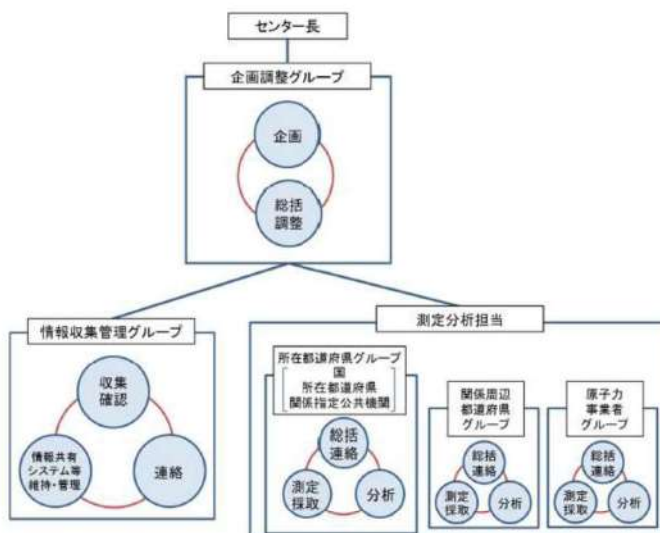 センター長
企画調整グループ
企画
総括
調整
情報収集管理グループ
収集
確認
情報共有
システム等
維持・管理
連絡
測定分析担当
所在都道府県グループ
国
所在都道府県
関係指定公共機関
総括
連絡
測定
採取
分析
関係周辺
都道府県
グループ
総括
連絡
測定
採取
分析
原子力
事業者
グループ
総括
連絡
測定
採取
分析